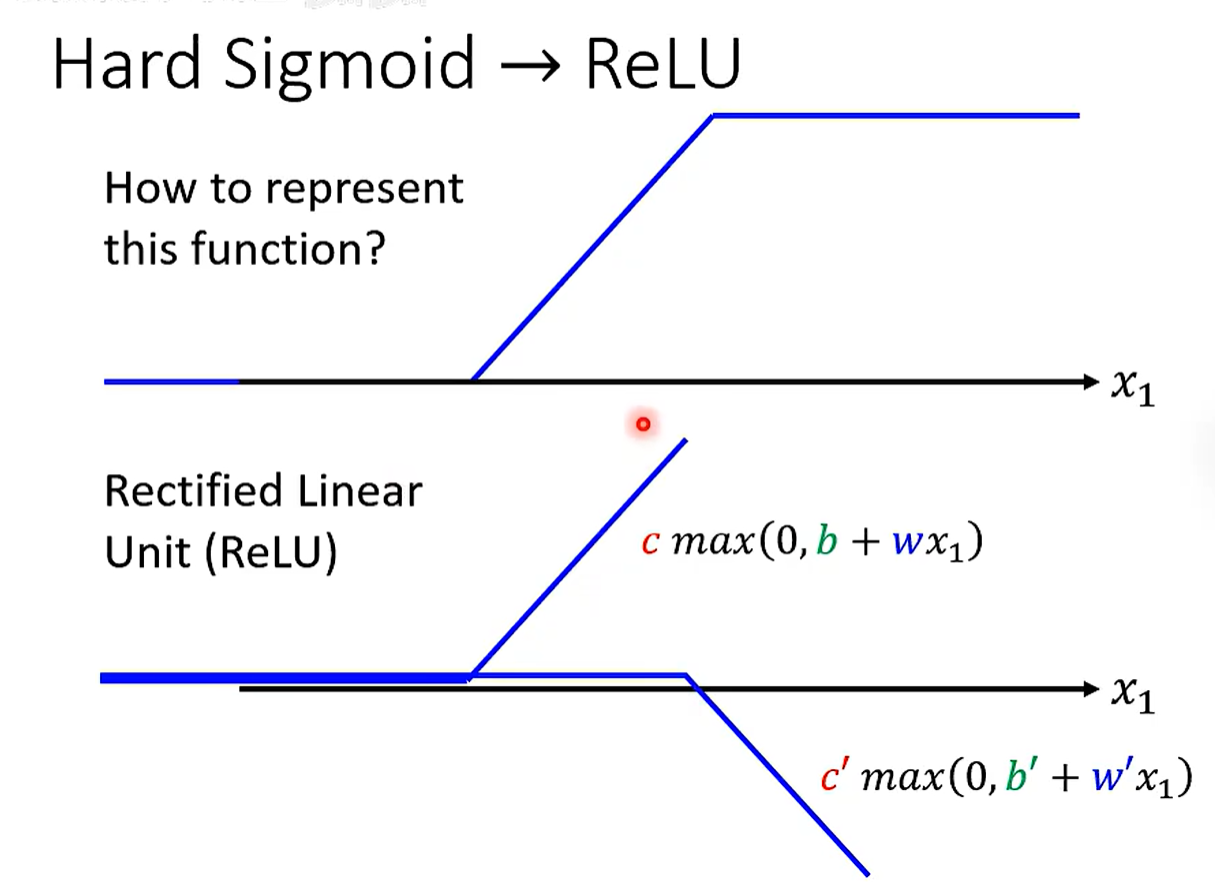 Hard Sigmoid → ReLU
How to represent
this function?
x₁
Rectified Linear
Unit (ReLU)
c max(0, b + wx₁)
x₁
c′ max(0, b′ + w′x₁)